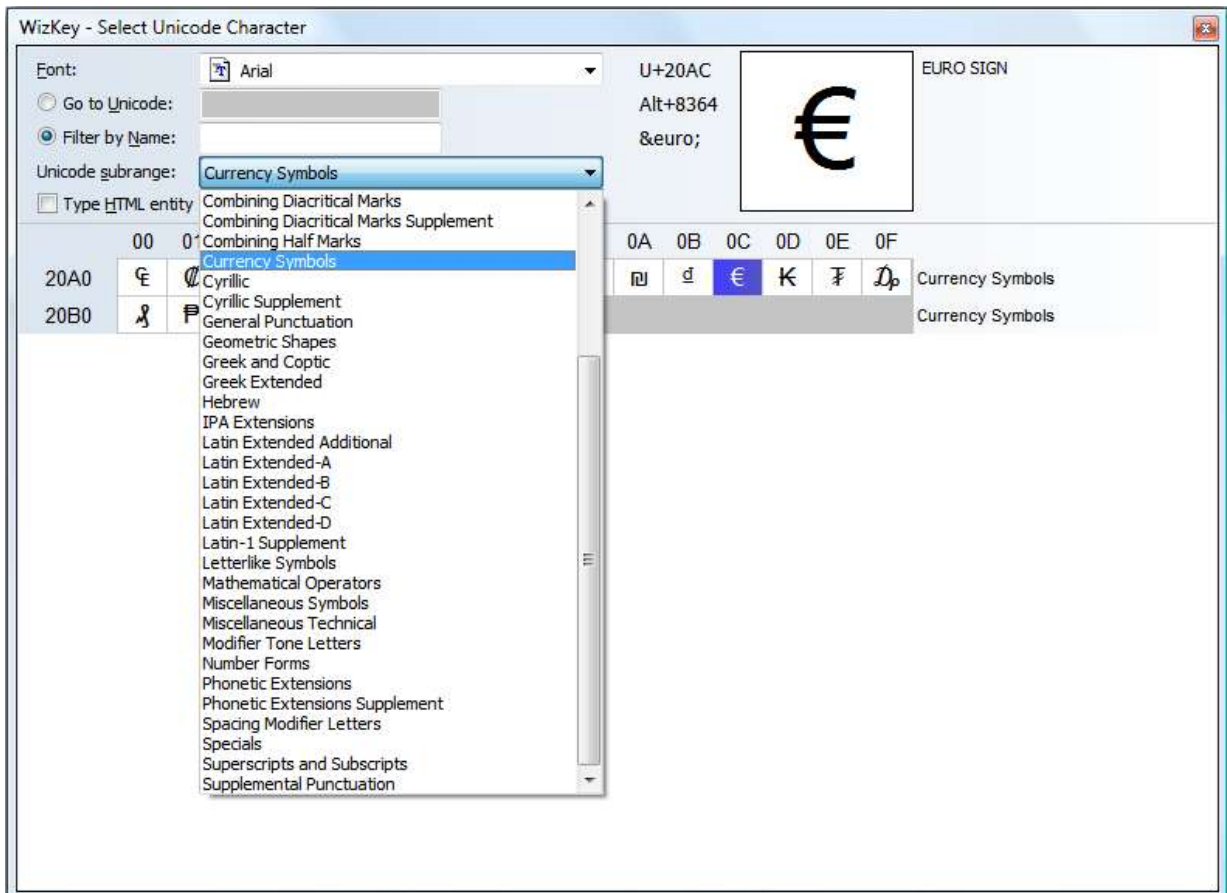 WizKey - Select Unicode Character
Font: Arial U+20AC EURO SIGN
Go to Unicode: Alt+8364 €
Filter by Name: &euro;
Unicode subrange: Currency Symbols
Type HTML entity
Combining Diacritical Marks
Combining Diacritical Marks Supplement
Combining Half Marks
Currency Symbols
Cyrillic
Cyrillic Supplement
General Punctuation
Geometric Shapes
Greek and Coptic
Greek Extended
Hebrew
IPA Extensions
Latin Extended Additional
Latin Extended-A
Latin Extended-B
Latin Extended-C
Latin Extended-D
Latin-1 Supplement
Letterlike Symbols
Mathematical Operators
Miscellaneous Symbols
Miscellaneous Technical
Modifier Tone Letters
Number Forms
Phonetic Extensions
Phonetic Extensions Supplement
Spacing Modifier Letters
Specials
Superscripts and Subscripts
Supplemental Punctuation
00 01 0A 0B 0C 0D 0E 0F
20A0 ₠ ₡ ₪ ₫ € ₭ ₮ ₯ Currency Symbols
20B0 ₰ ₱ Currency Symbols